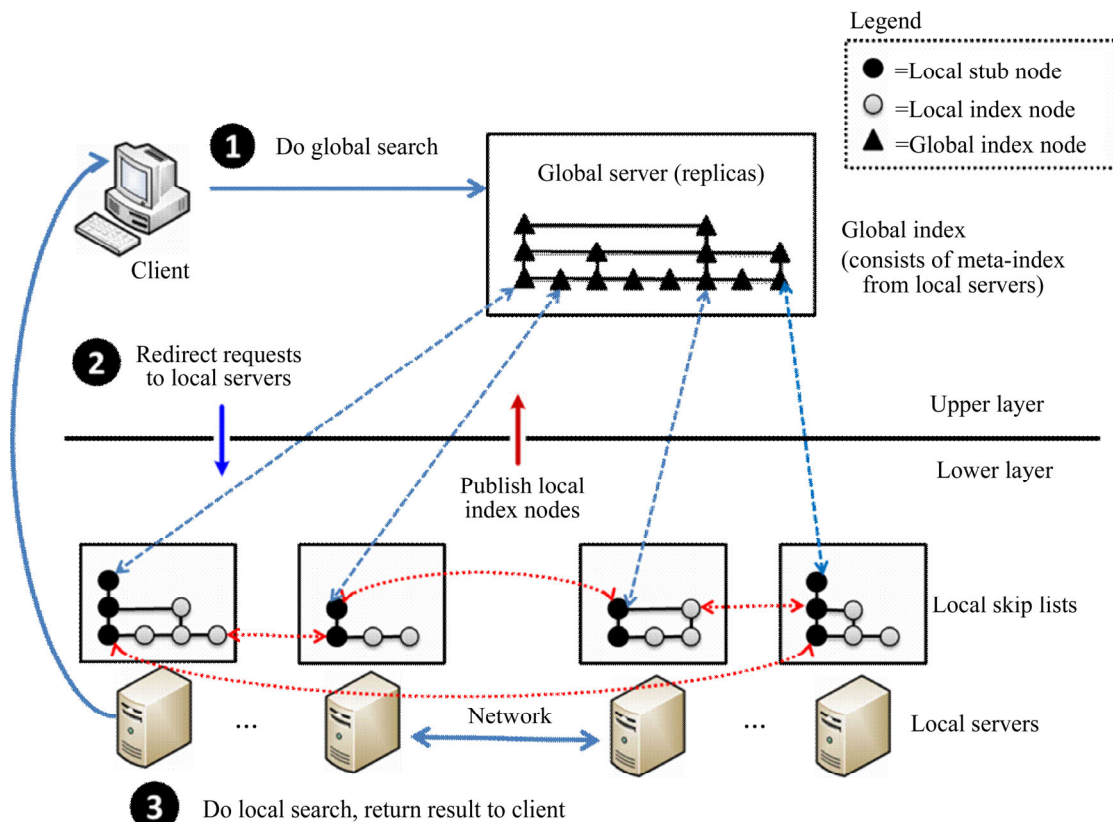 Legend
=Local stub node
=Local index node
=Global index node
1
Do global search
Global server (replicas)
Client
Global index
(consists of meta-index
from local servers)
2
Redirect requests
to local servers
Upper layer
Lower layer
Publish local
index nodes
Local skip lists
...
Network
...
Local servers
3
Do local search, return result to client